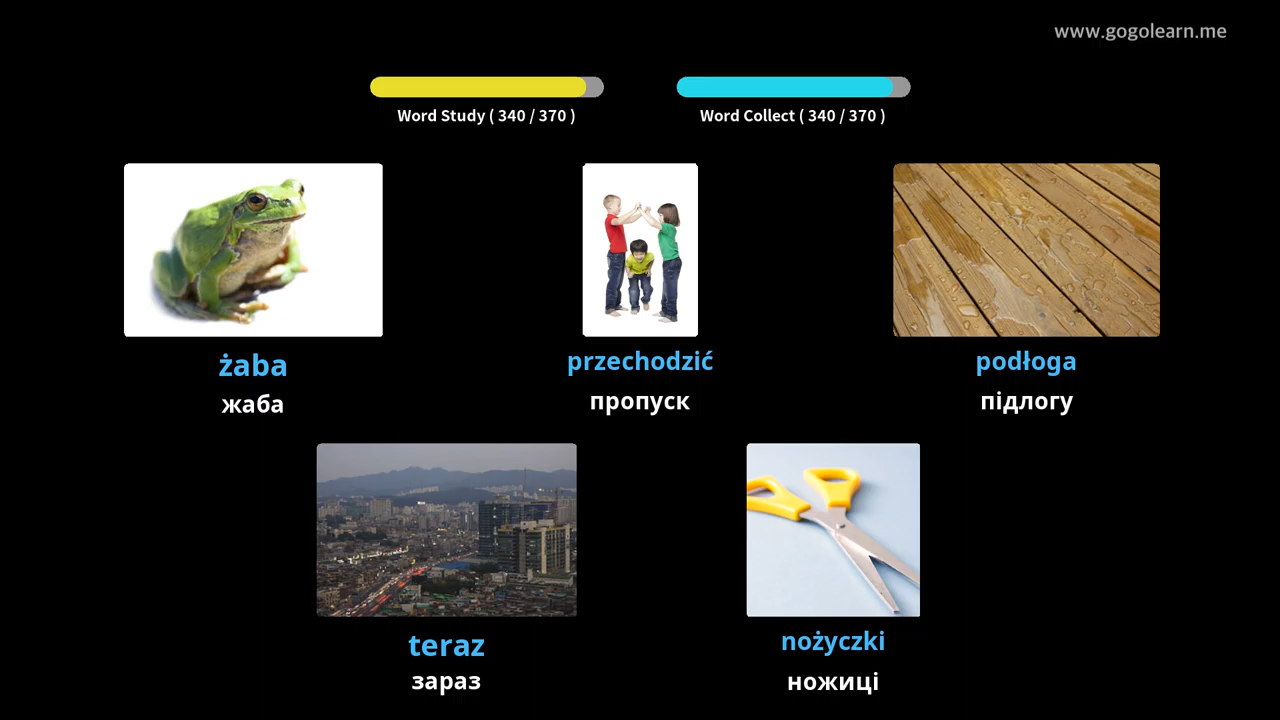 www.gogolearn.me
Word Study ( 340 / 370 )
Word Collect ( 340 / 370 )
żaba
жаба
przechodzić
пропуск
podłoga
підлогу
teraz
зараз
nożyczki
ножиці